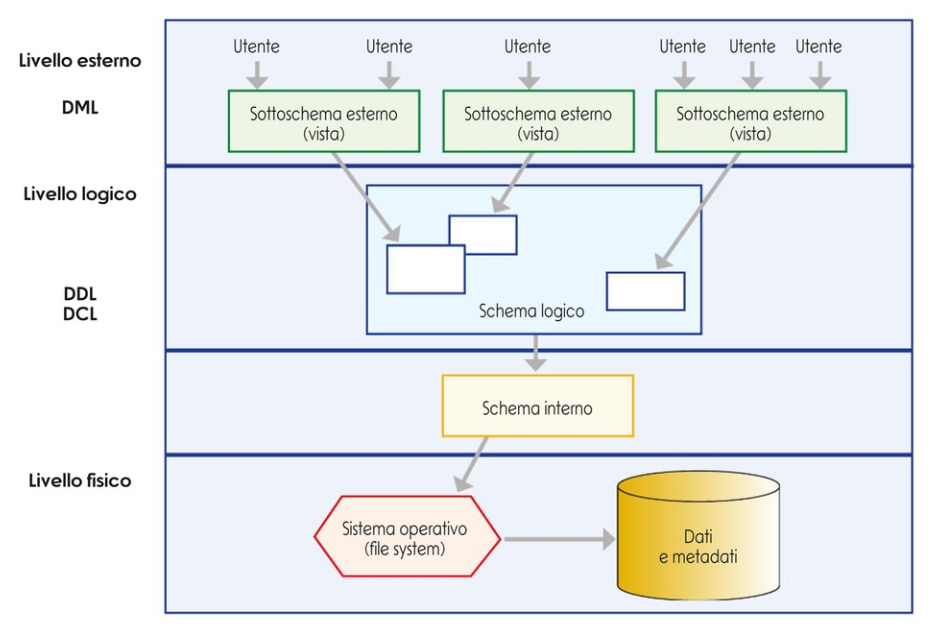 Livello esterno
DML
Utente
Utente
Utente
Utente
Utente
Utente
Sottoschema esterno
(vista)
Sottoschema esterno
(vista)
Sottoschema esterno
(vista)
Livello logico
DDL
DCL
Schema logico
Schema interno
Livello fisico
Sistema operativo
(file system)
Dati
e metadati